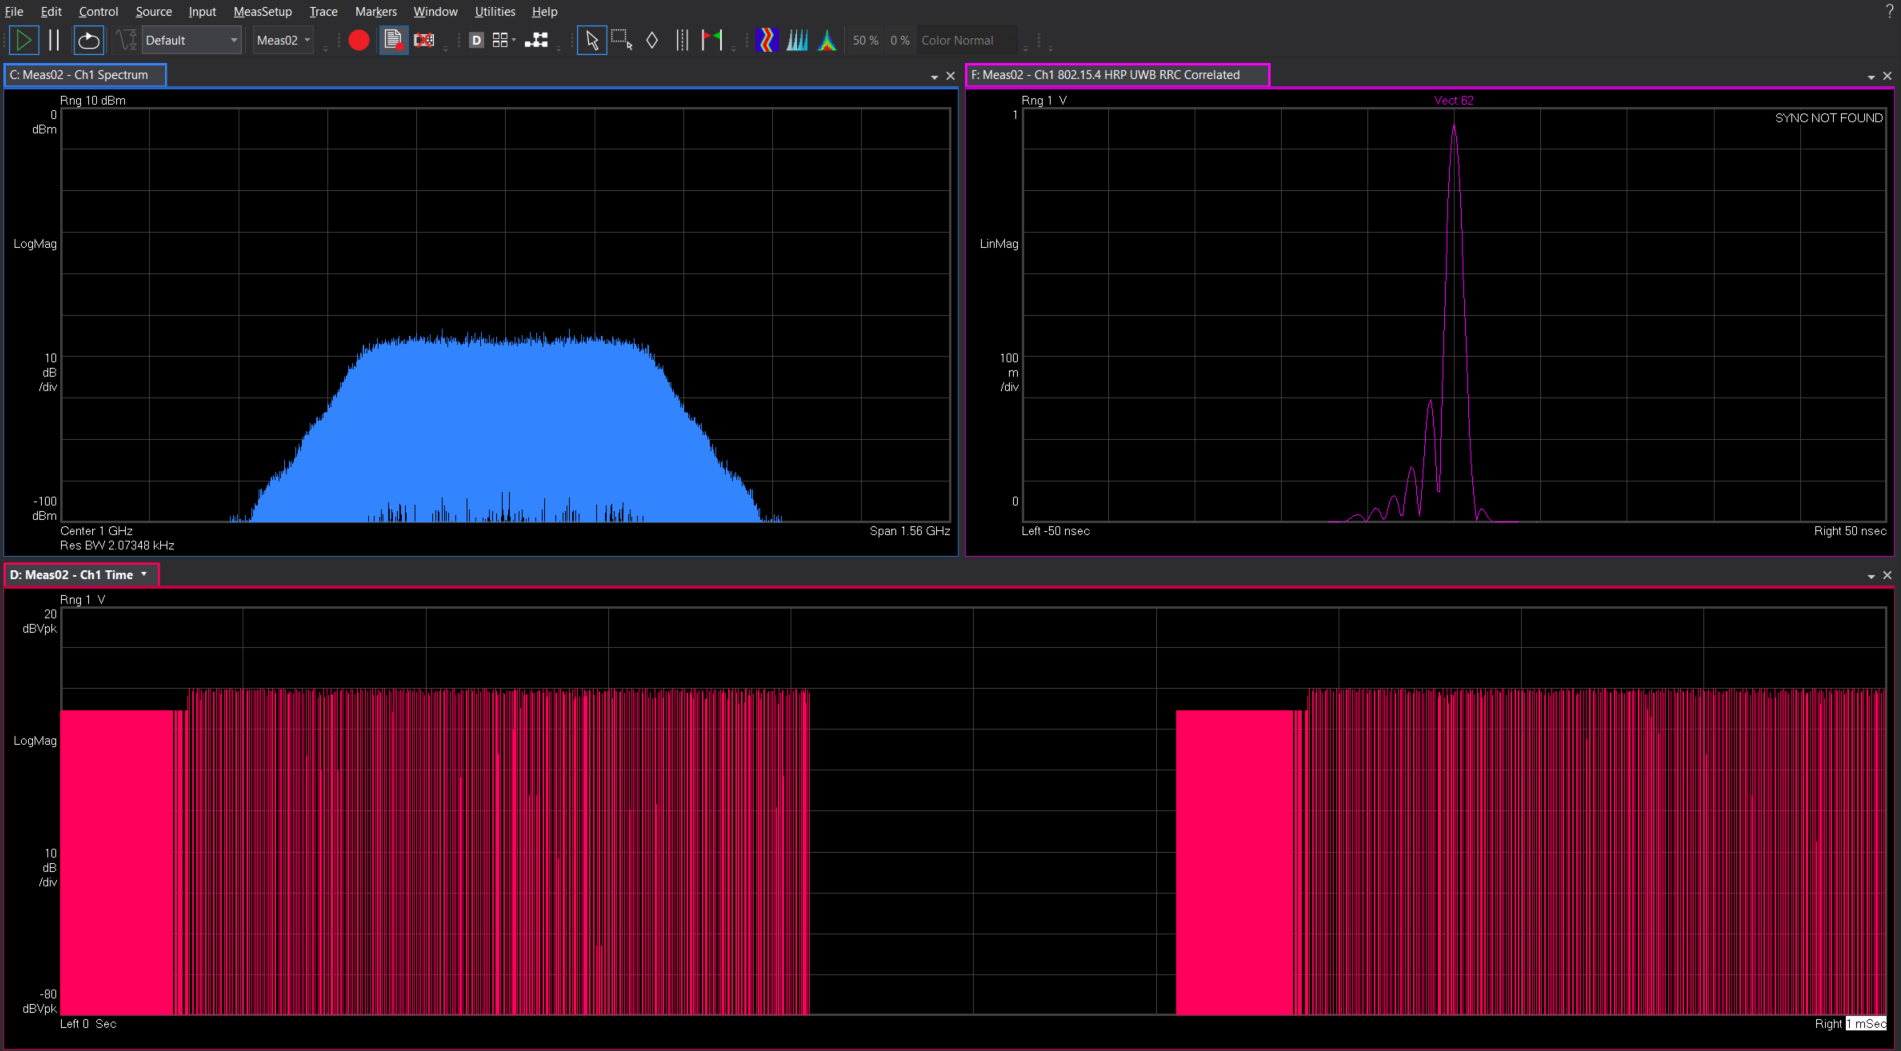 File Edit Control Source Input MeasSetup Trace Markers Window Utilities Help ?
Default Meas02 D 50 % 0 % Color Normal
C: Meas02 - Ch1 Spectrum
Rng 10 dBm
0
dBm
LogMag
10
dB
/div
-100
dBm
Center 1 GHz Span 1.56 GHz
Res BW 2.07348 kHz
F: Meas02 - Ch1 802.15.4 HRP UWB RRC Correlated
Rng 1 V Vect 62
1 SYNC NOT FOUND
LinMag
100
m
/div
0
Left -50 nsec Right 50 nsec
D: Meas02 - Ch1 Time
Rng 1 V
20
dBVpk
LogMag
10
dB
/div
-80
dBVpk
Left 0 Sec Right 1 mSec